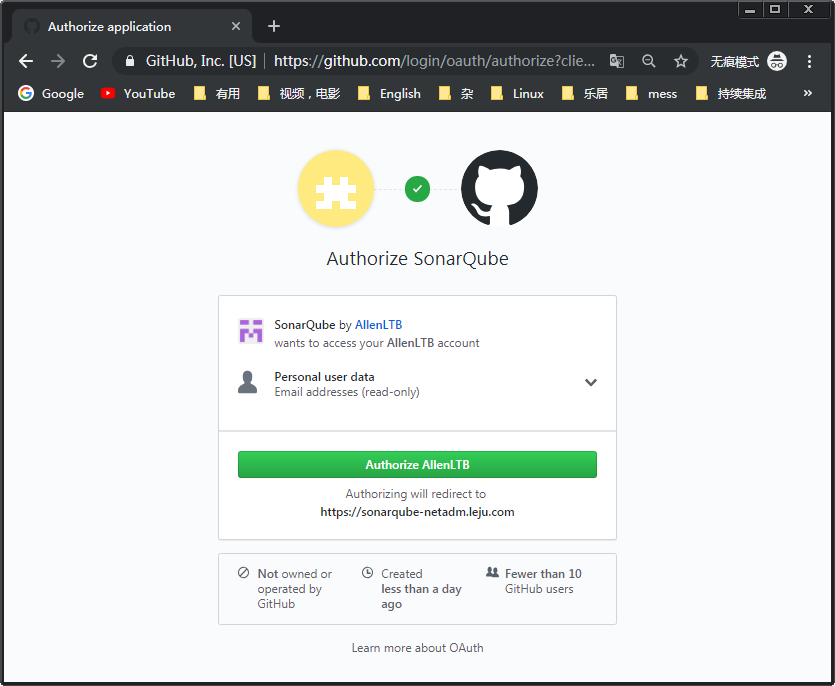 Authorize application
GitHub, Inc. [US] https://github.com/login/oauth/authorize?clie... 无痕模式
Google YouTube 有用 视频，电影 English 杂 Linux 乐居 mess 持续集成 »
Authorize SonarQube
SonarQube by AllenLTB
wants to access your AllenLTB account
Personal user data
Email addresses (read-only)
Authorize AllenLTB
Authorizing will redirect to
https://sonarqube-netadm.leju.com
Not owned or
operated by
GitHub
Created
less than a day
ago
Fewer than 10
GitHub users
Learn more about OAuth